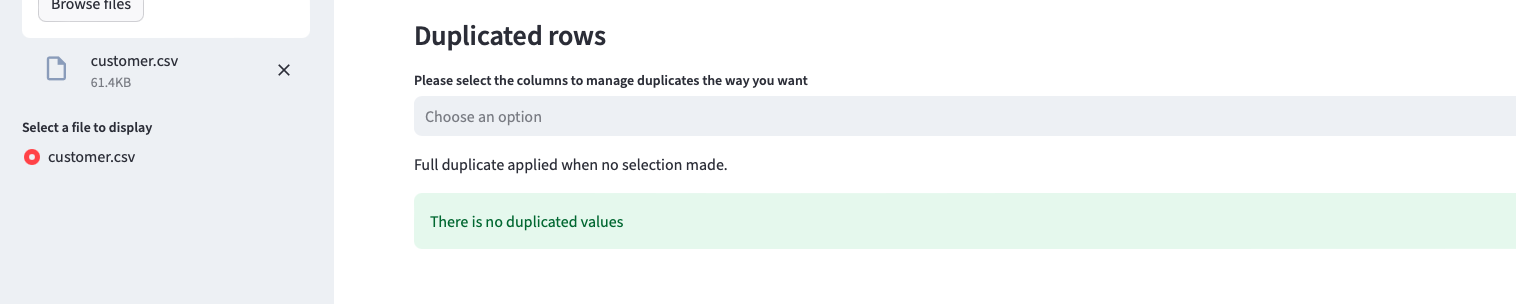 Browse files
customer.csv
61.4KB
Select a file to display
customer.csv
Duplicated rows
Please select the columns to manage duplicates the way you want
Choose an option
Full duplicate applied when no selection made.
There is no duplicated values